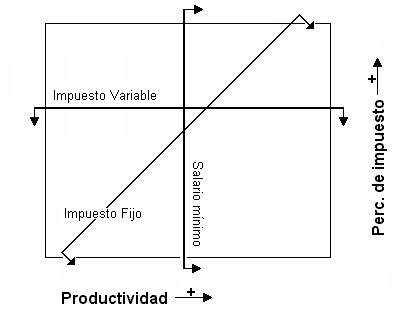 Impuesto Variable
Impuesto Fijo
Salario mínimo
Perc. de impuesto +
Productividad +